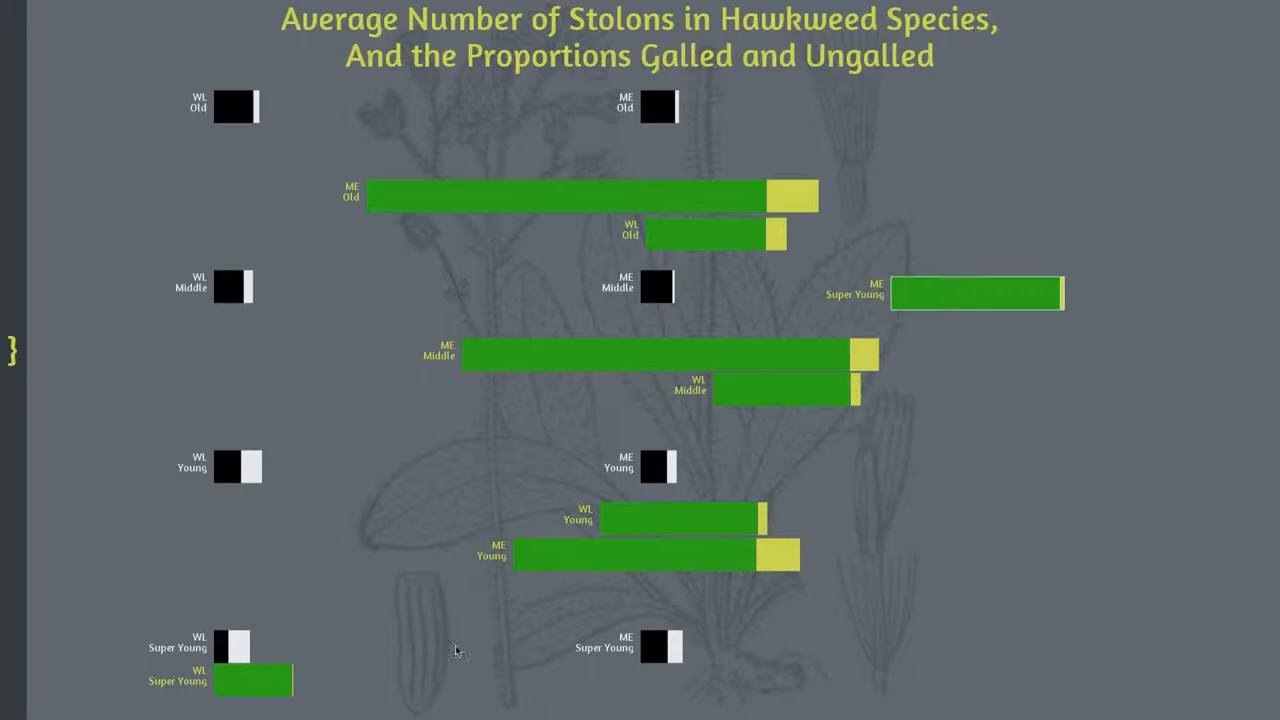 Average Number of Stolons in Hawkweed Species,
And the Proportions Galled and Ungalled
WL
Old
ME
Old
ME
Old
WL
Old
WL
Middle
ME
Middle
ME
Super Young
ME
Middle
WL
Middle
}
WL
Young
ME
Young
WL
Young
ME
Young
WL
Super Young
ME
Super Young
WL
Super Young